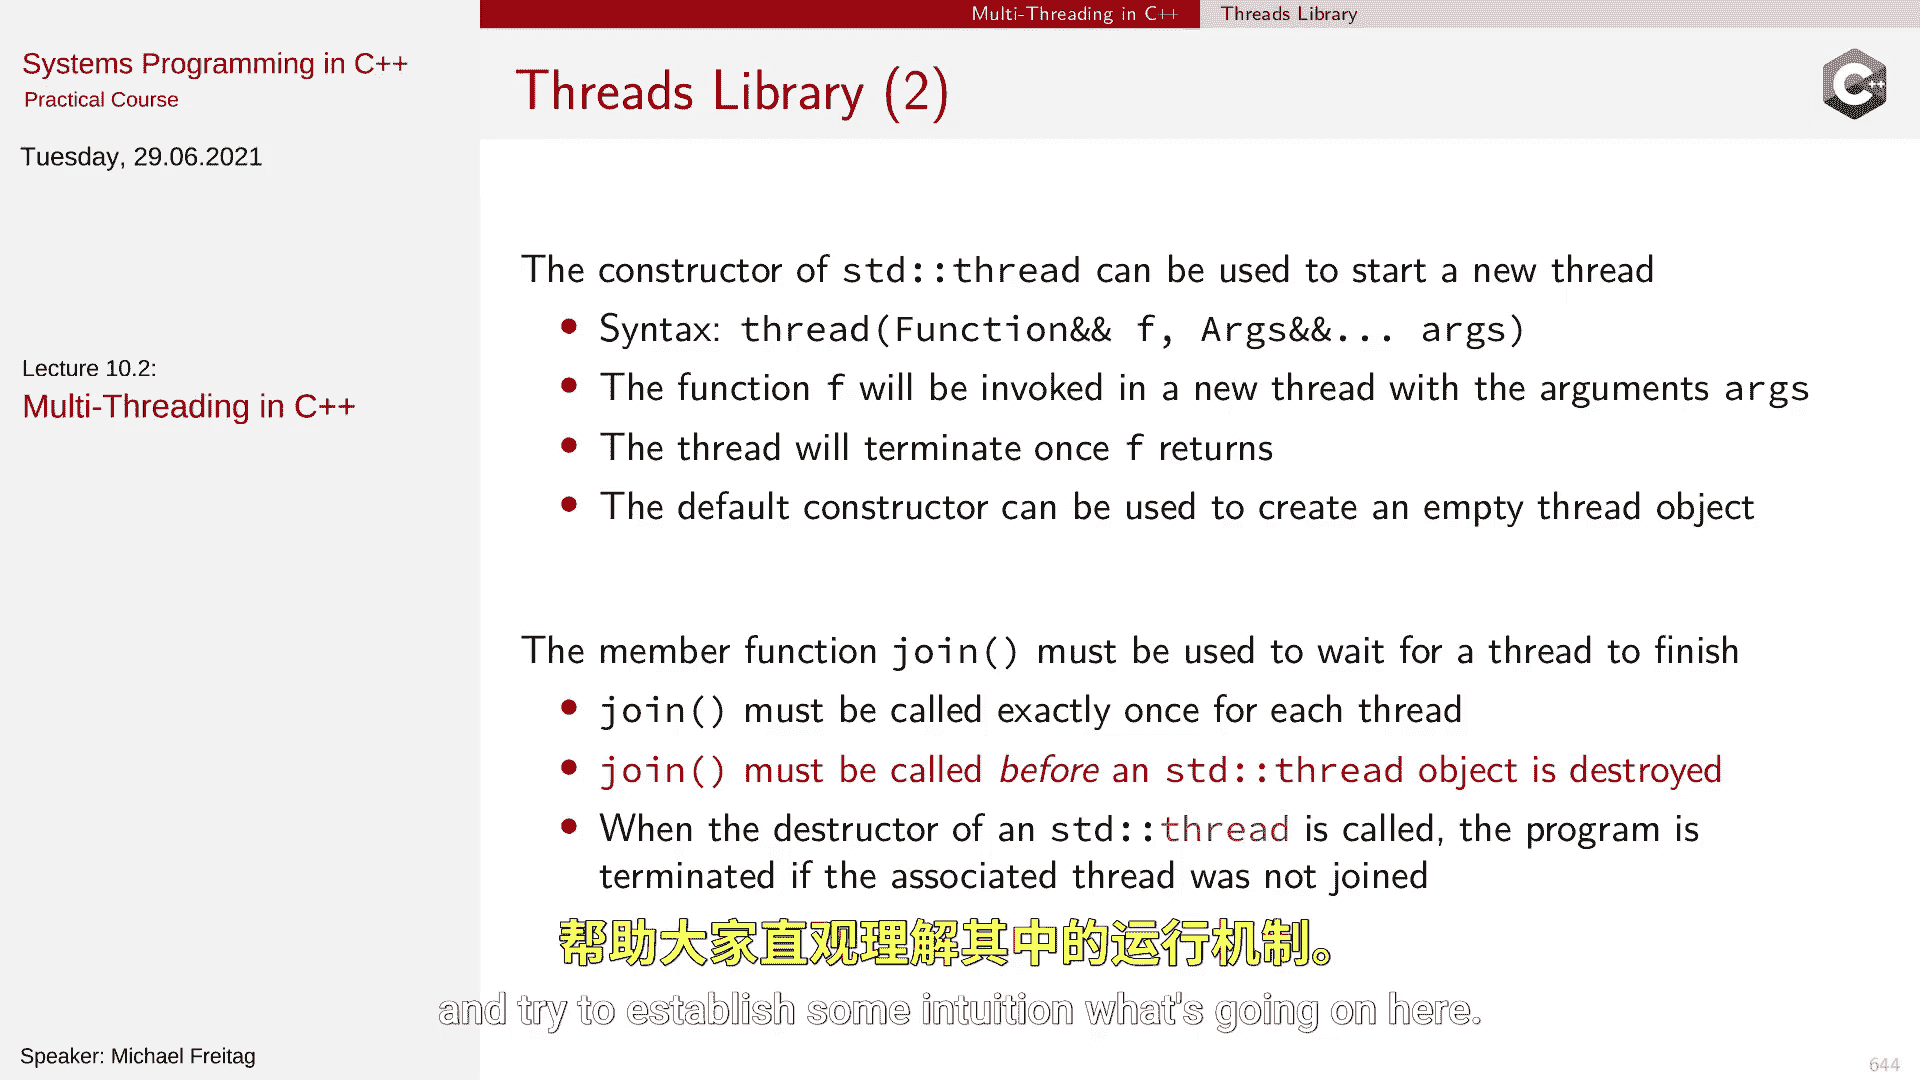 Multi-Threading in C++ Threads Library
Systems Programming in C++
Practical Course
Tuesday, 29.06.2021
Lecture 10.2:
Multi-Threading in C++
Speaker: Michael Freitag
Threads Library (2)
C++
The constructor of std::thread can be used to start a new thread
• Syntax: thread(Function&& f, Args&&... args)
• The function f will be invoked in a new thread with the arguments args
• The thread will terminate once f returns
• The default constructor can be used to create an empty thread object
The member function join() must be used to wait for a thread to finish
• join() must be called exactly once for each thread
• join() must be called before an std::thread object is destroyed
• When the destructor of an std::thread is called, the program is
terminated if the associated thread was not joined
帮助大家直观理解其中的运行机制。
and try to establish some intuition what's going on here.
644